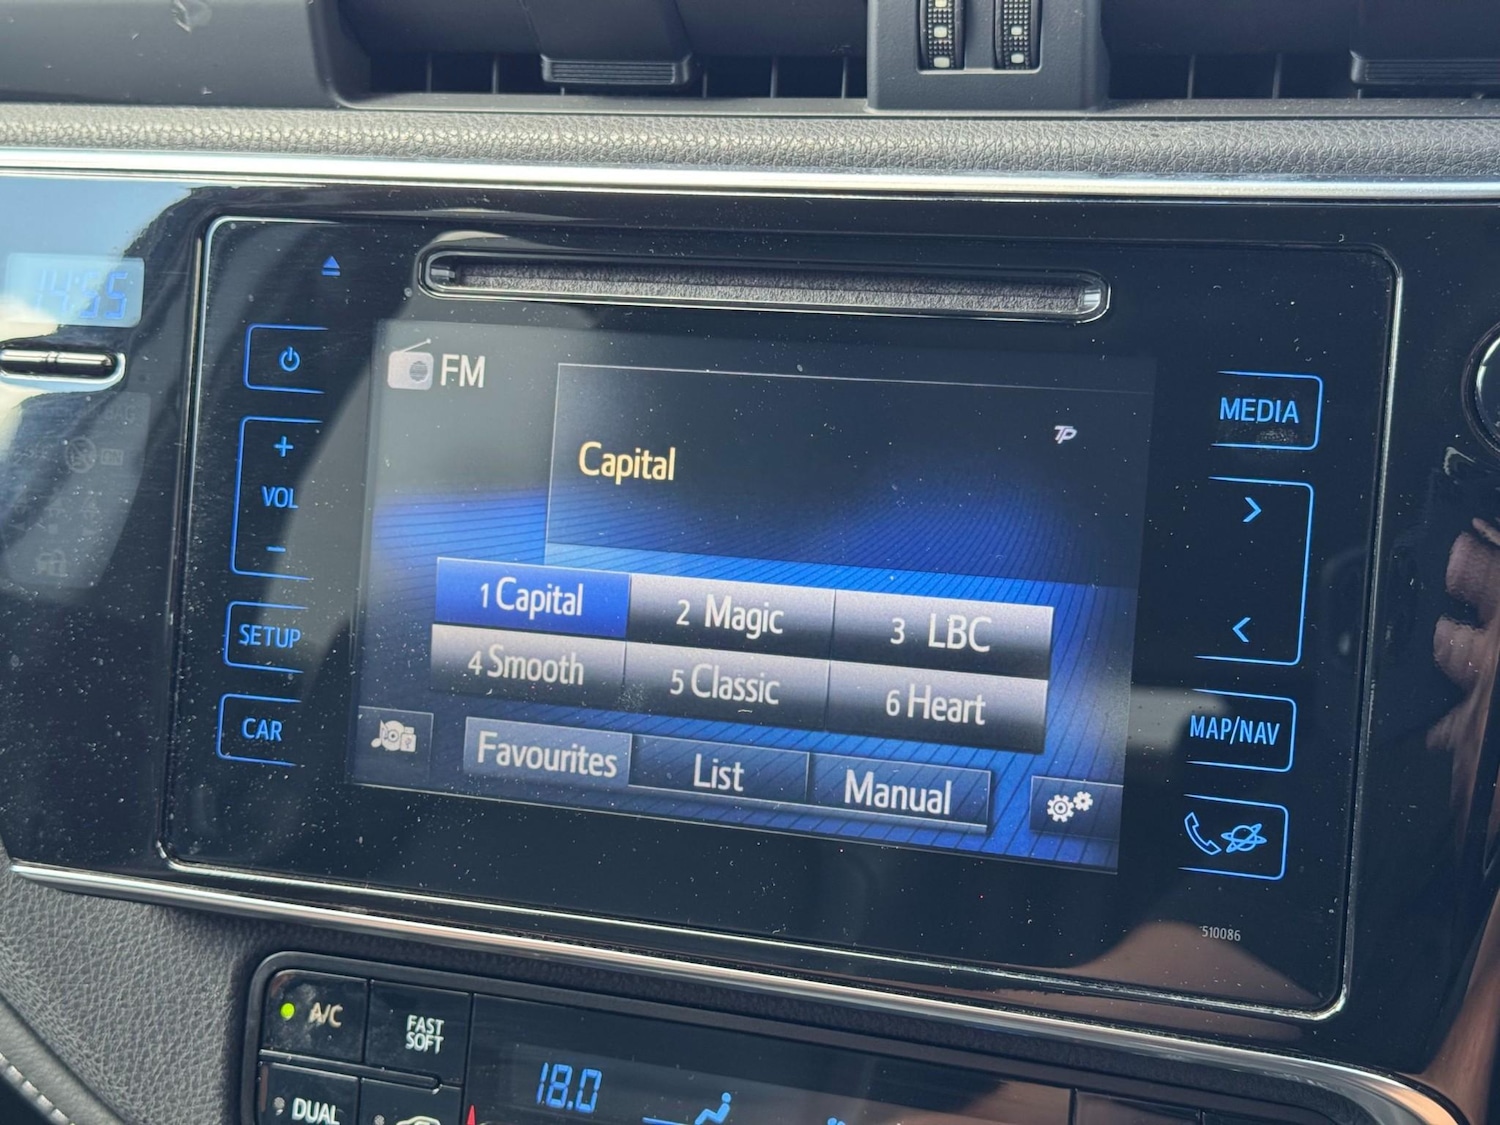 14:55
FM
TP
MEDIA
Capital
+
VOL
−
SETUP
CAR
1 Capital
2 Magic
3 LBC
4 Smooth
5 Classic
6 Heart
MAP/NAV
Favourites
List
Manual
510086
A/C
FAST
SOFT
18.0
DUAL